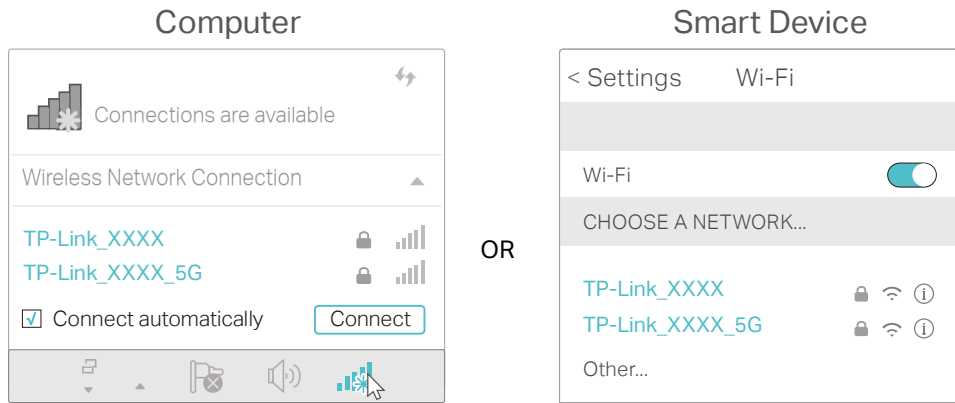 Computer
Connections are available
Wireless Network Connection
TP-Link_XXXX
TP-Link_XXXX_5G
Connect automatically
Connect
OR
Smart Device
< Settings Wi-Fi
Wi-Fi
CHOOSE A NETWORK...
TP-Link_XXXX
TP-Link_XXXX_5G
Other...